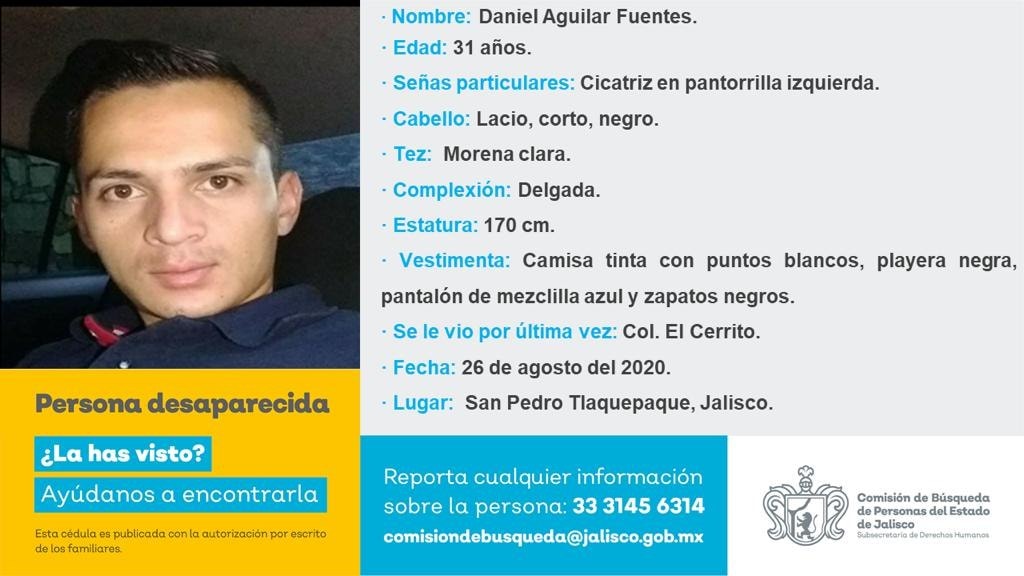 · Nombre: Daniel Aguilar Fuentes.
· Edad: 31 años.
· Señas particulares: Cicatriz en pantorrilla izquierda.
· Cabello: Lacio, corto, negro.
· Tez: Morena clara.
· Complexión: Delgada.
· Estatura: 170 cm.
· Vestimenta: Camisa tinta con puntos blancos, playera negra,
pantalón de mezclilla azul y zapatos negros.
· Se le vio por última vez: Col. El Cerrito.
· Fecha: 26 de agosto del 2020.
· Lugar: San Pedro Tlaquepaque, Jalisco.
Persona desaparecida
¿La has visto?
Ayúdanos a encontrarla
Esta cédula es publicada con la autorización por escrito
de los familiares.
Reporta cualquier información
sobre la persona: 33 3145 6314
comisiondebusqueda@jalisco.gob.mx
Comisión de Búsqueda
de Personas del Estado
de Jalisco
Subsecretaría de Derechos Humanos